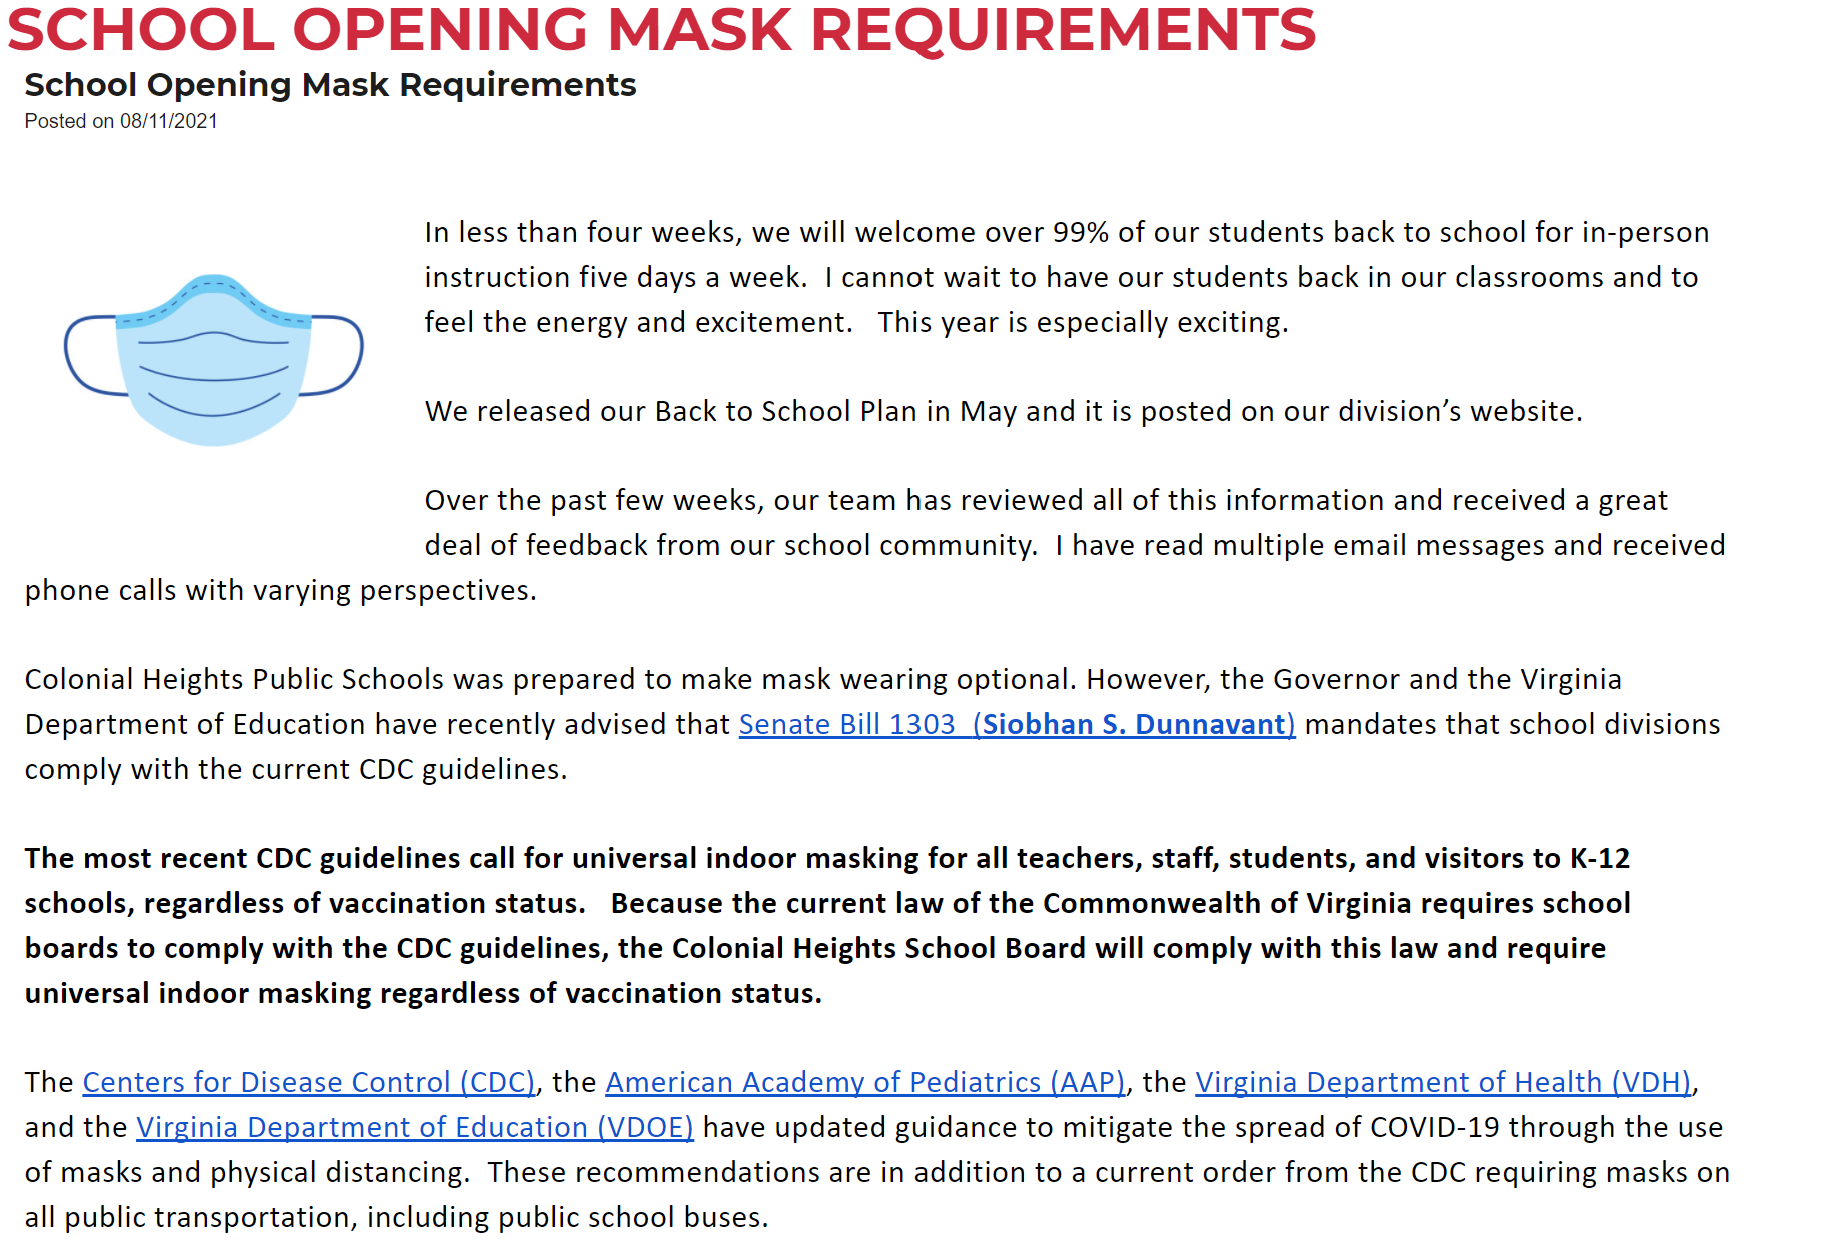 SCHOOL OPENING MASK REQUIREMENTS
School Opening Mask Requirements
Posted on 08/11/2021
In less than four weeks, we will welcome over 99% of our students back to school for in-person
instruction five days a week.  I cannot wait to have our students back in our classrooms and to
feel the energy and excitement.   This year is especially exciting.
We released our Back to School Plan in May and it is posted on our division’s website.
Over the past few weeks, our team has reviewed all of this information and received a great
deal of feedback from our school community.  I have read multiple email messages and received
phone calls with varying perspectives.
Colonial Heights Public Schools was prepared to make mask wearing optional. However, the Governor and the Virginia
Department of Education have recently advised that Senate Bill 1303  (Siobhan S. Dunnavant) mandates that school divisions
comply with the current CDC guidelines.
The most recent CDC guidelines call for universal indoor masking for all teachers, staff, students, and visitors to K-12
schools, regardless of vaccination status.   Because the current law of the Commonwealth of Virginia requires school
boards to comply with the CDC guidelines, the Colonial Heights School Board will comply with this law and require
universal indoor masking regardless of vaccination status.
The Centers for Disease Control (CDC), the American Academy of Pediatrics (AAP), the Virginia Department of Health (VDH),
and the Virginia Department of Education (VDOE) have updated guidance to mitigate the spread of COVID-19 through the use
of masks and physical distancing.  These recommendations are in addition to a current order from the CDC requiring masks on
all public transportation, including public school buses.